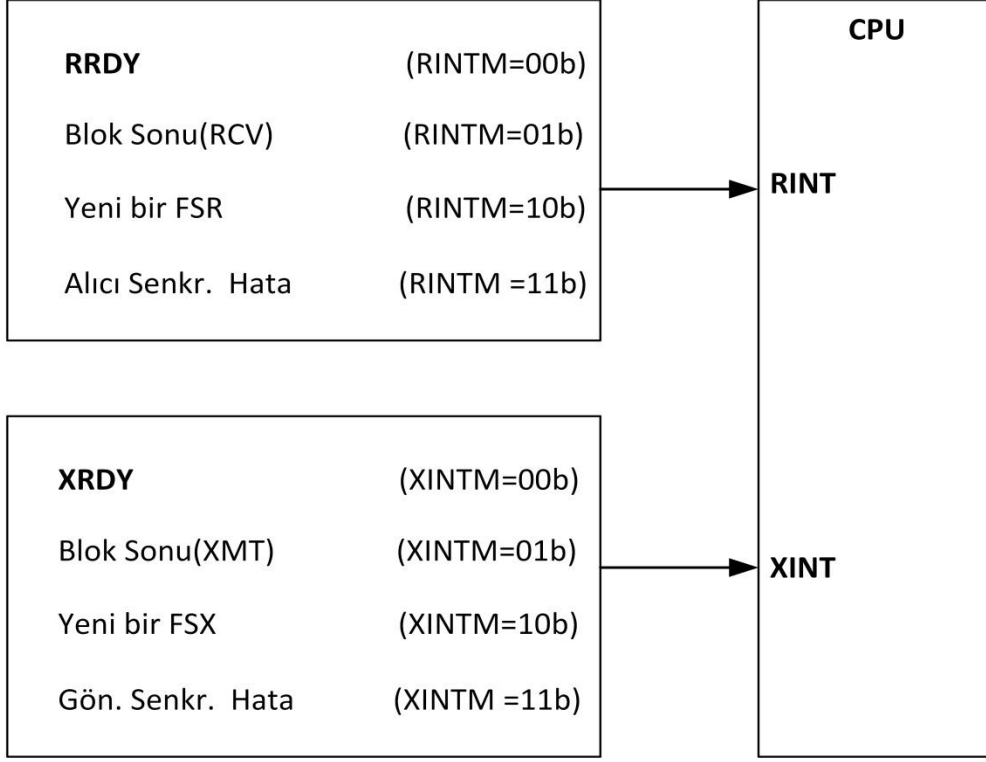 RRDY (RINTM=00b)
Blok Sonu(RCV) (RINTM=01b)
Yeni bir FSR (RINTM=10b)
Alıcı Senkr.  Hata (RINTM =11b)
CPU
RINT
XRDY (XINTM=00b)
Blok Sonu(XMT) (XINTM=01b)
Yeni bir FSX (XINTM=10b)
Gön. Senkr.  Hata (XINTM =11b)
XINT